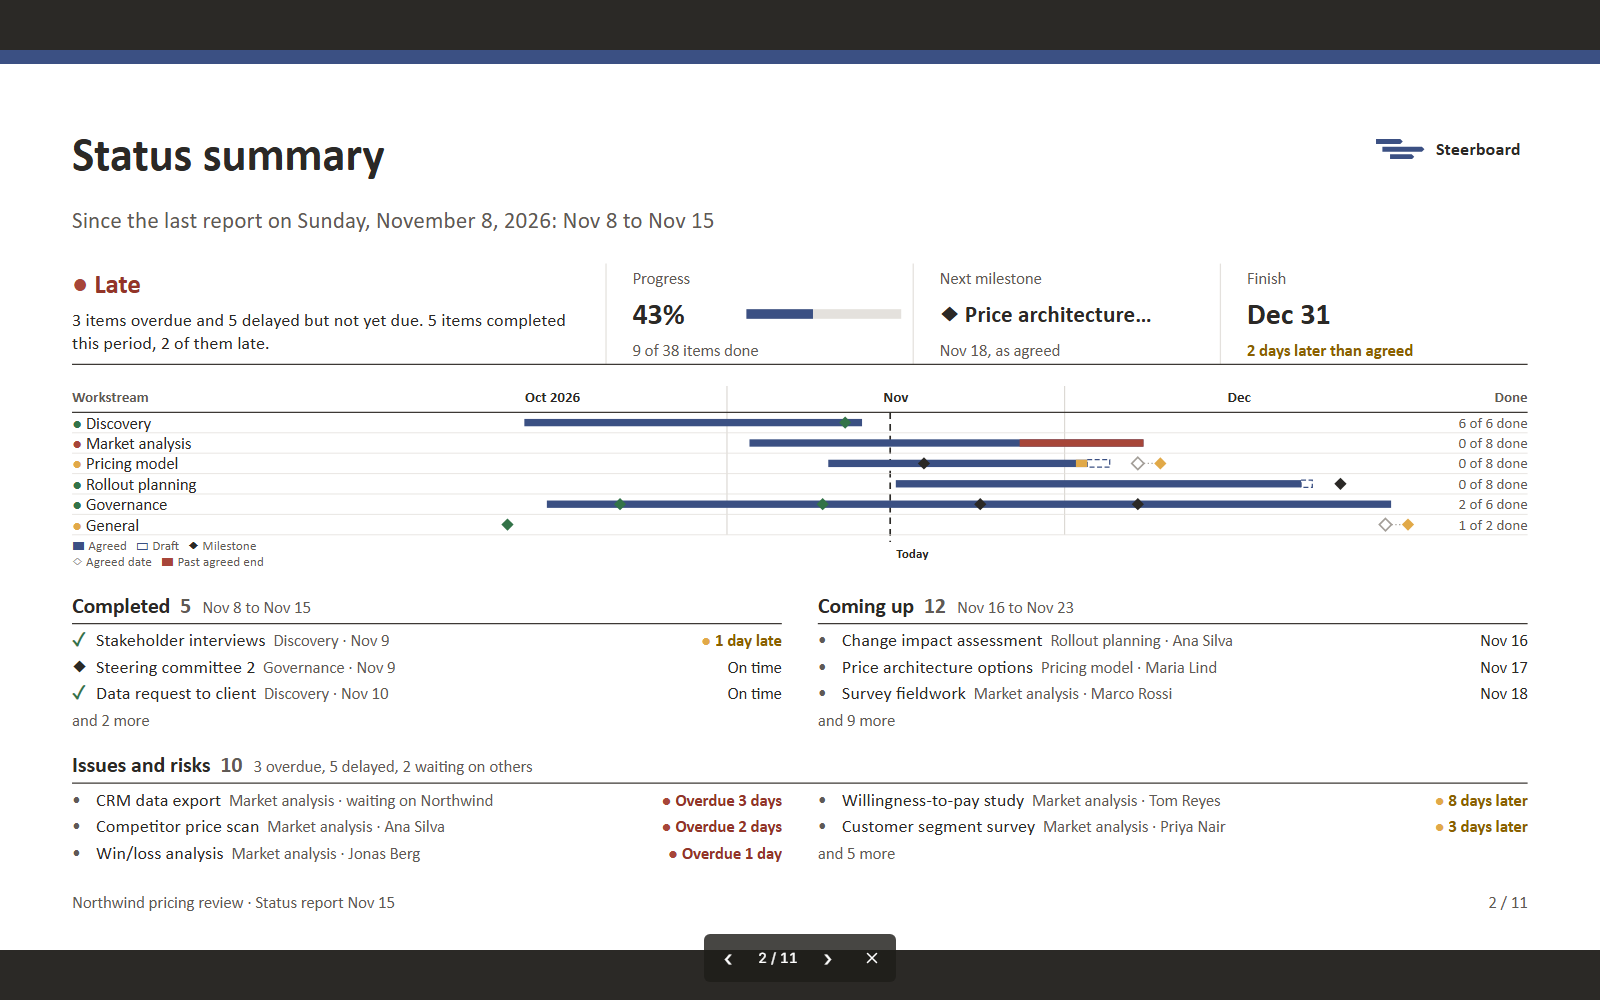 Status summary
Steerboard
Since the last report on Sunday, November 8, 2026: Nov 8 to Nov 15
Late
3 items overdue and 5 delayed but not yet due. 5 items completed
this period, 2 of them late.
Progress
43%
9 of 38 items done
Next milestone
Price architecture...
Nov 18, as agreed
Finish
Dec 31
2 days later than agreed
Workstream Oct 2026 Nov Dec Done
Discovery 6 of 6 done
Market analysis 0 of 8 done
Pricing model 0 of 8 done
Rollout planning 0 of 8 done
Governance 2 of 6 done
General 1 of 2 done
Agreed Draft Milestone
Agreed date Past agreed end
Today
Completed 5 Nov 8 to Nov 15
Stakeholder interviews Discovery · Nov 9 1 day late
Steering committee 2 Governance · Nov 9 On time
Data request to client Discovery · Nov 10 On time
and 2 more
Coming up 12 Nov 16 to Nov 23
Change impact assessment Rollout planning · Ana Silva Nov 16
Price architecture options Pricing model · Maria Lind Nov 17
Survey fieldwork Market analysis · Marco Rossi Nov 18
and 9 more
Issues and risks 10 3 overdue, 5 delayed, 2 waiting on others
CRM data export Market analysis · waiting on Northwind Overdue 3 days
Competitor price scan Market analysis · Ana Silva Overdue 2 days
Win/loss analysis Market analysis · Jonas Berg Overdue 1 day
Willingness-to-pay study Market analysis · Tom Reyes 8 days later
Customer segment survey Market analysis · Priya Nair 3 days later
and 5 more
Northwind pricing review · Status report Nov 15
2 / 11
2 / 11